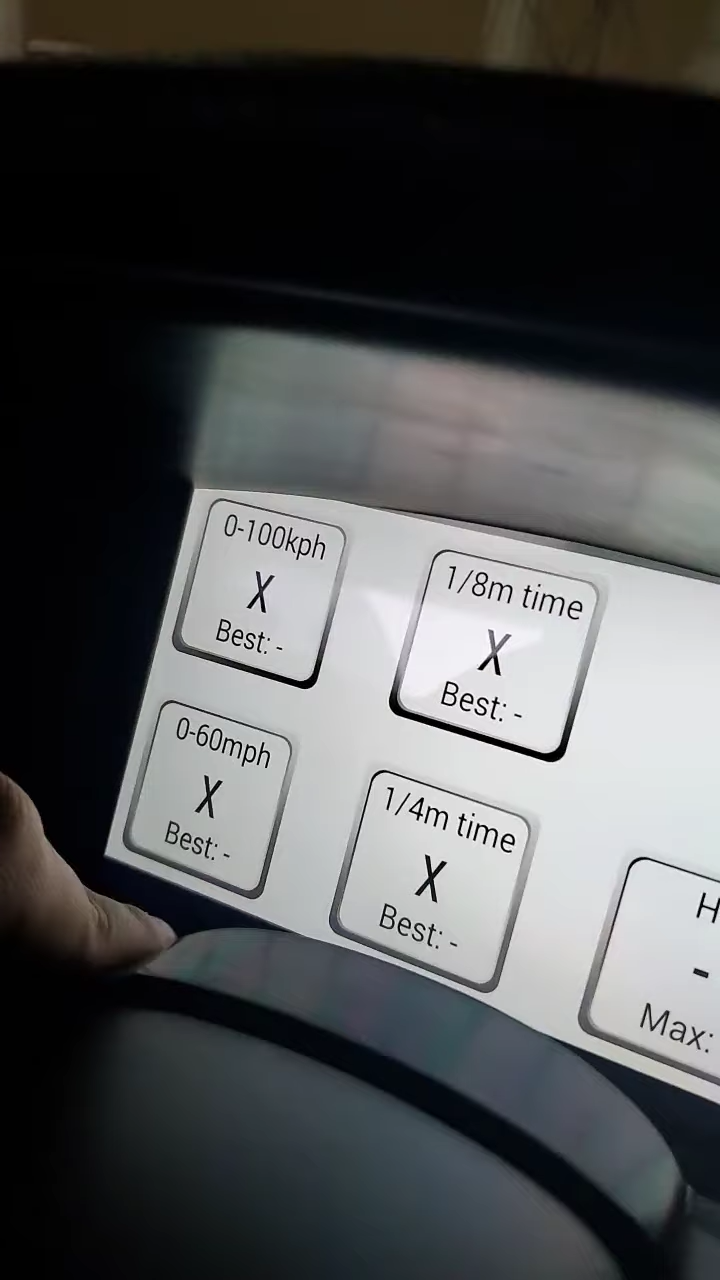 0-100kph
X
Best: -
1/8m time
X
Best: -
0-60mph
X
Best: -
1/4m time
X
Best: -
H
-
Max: